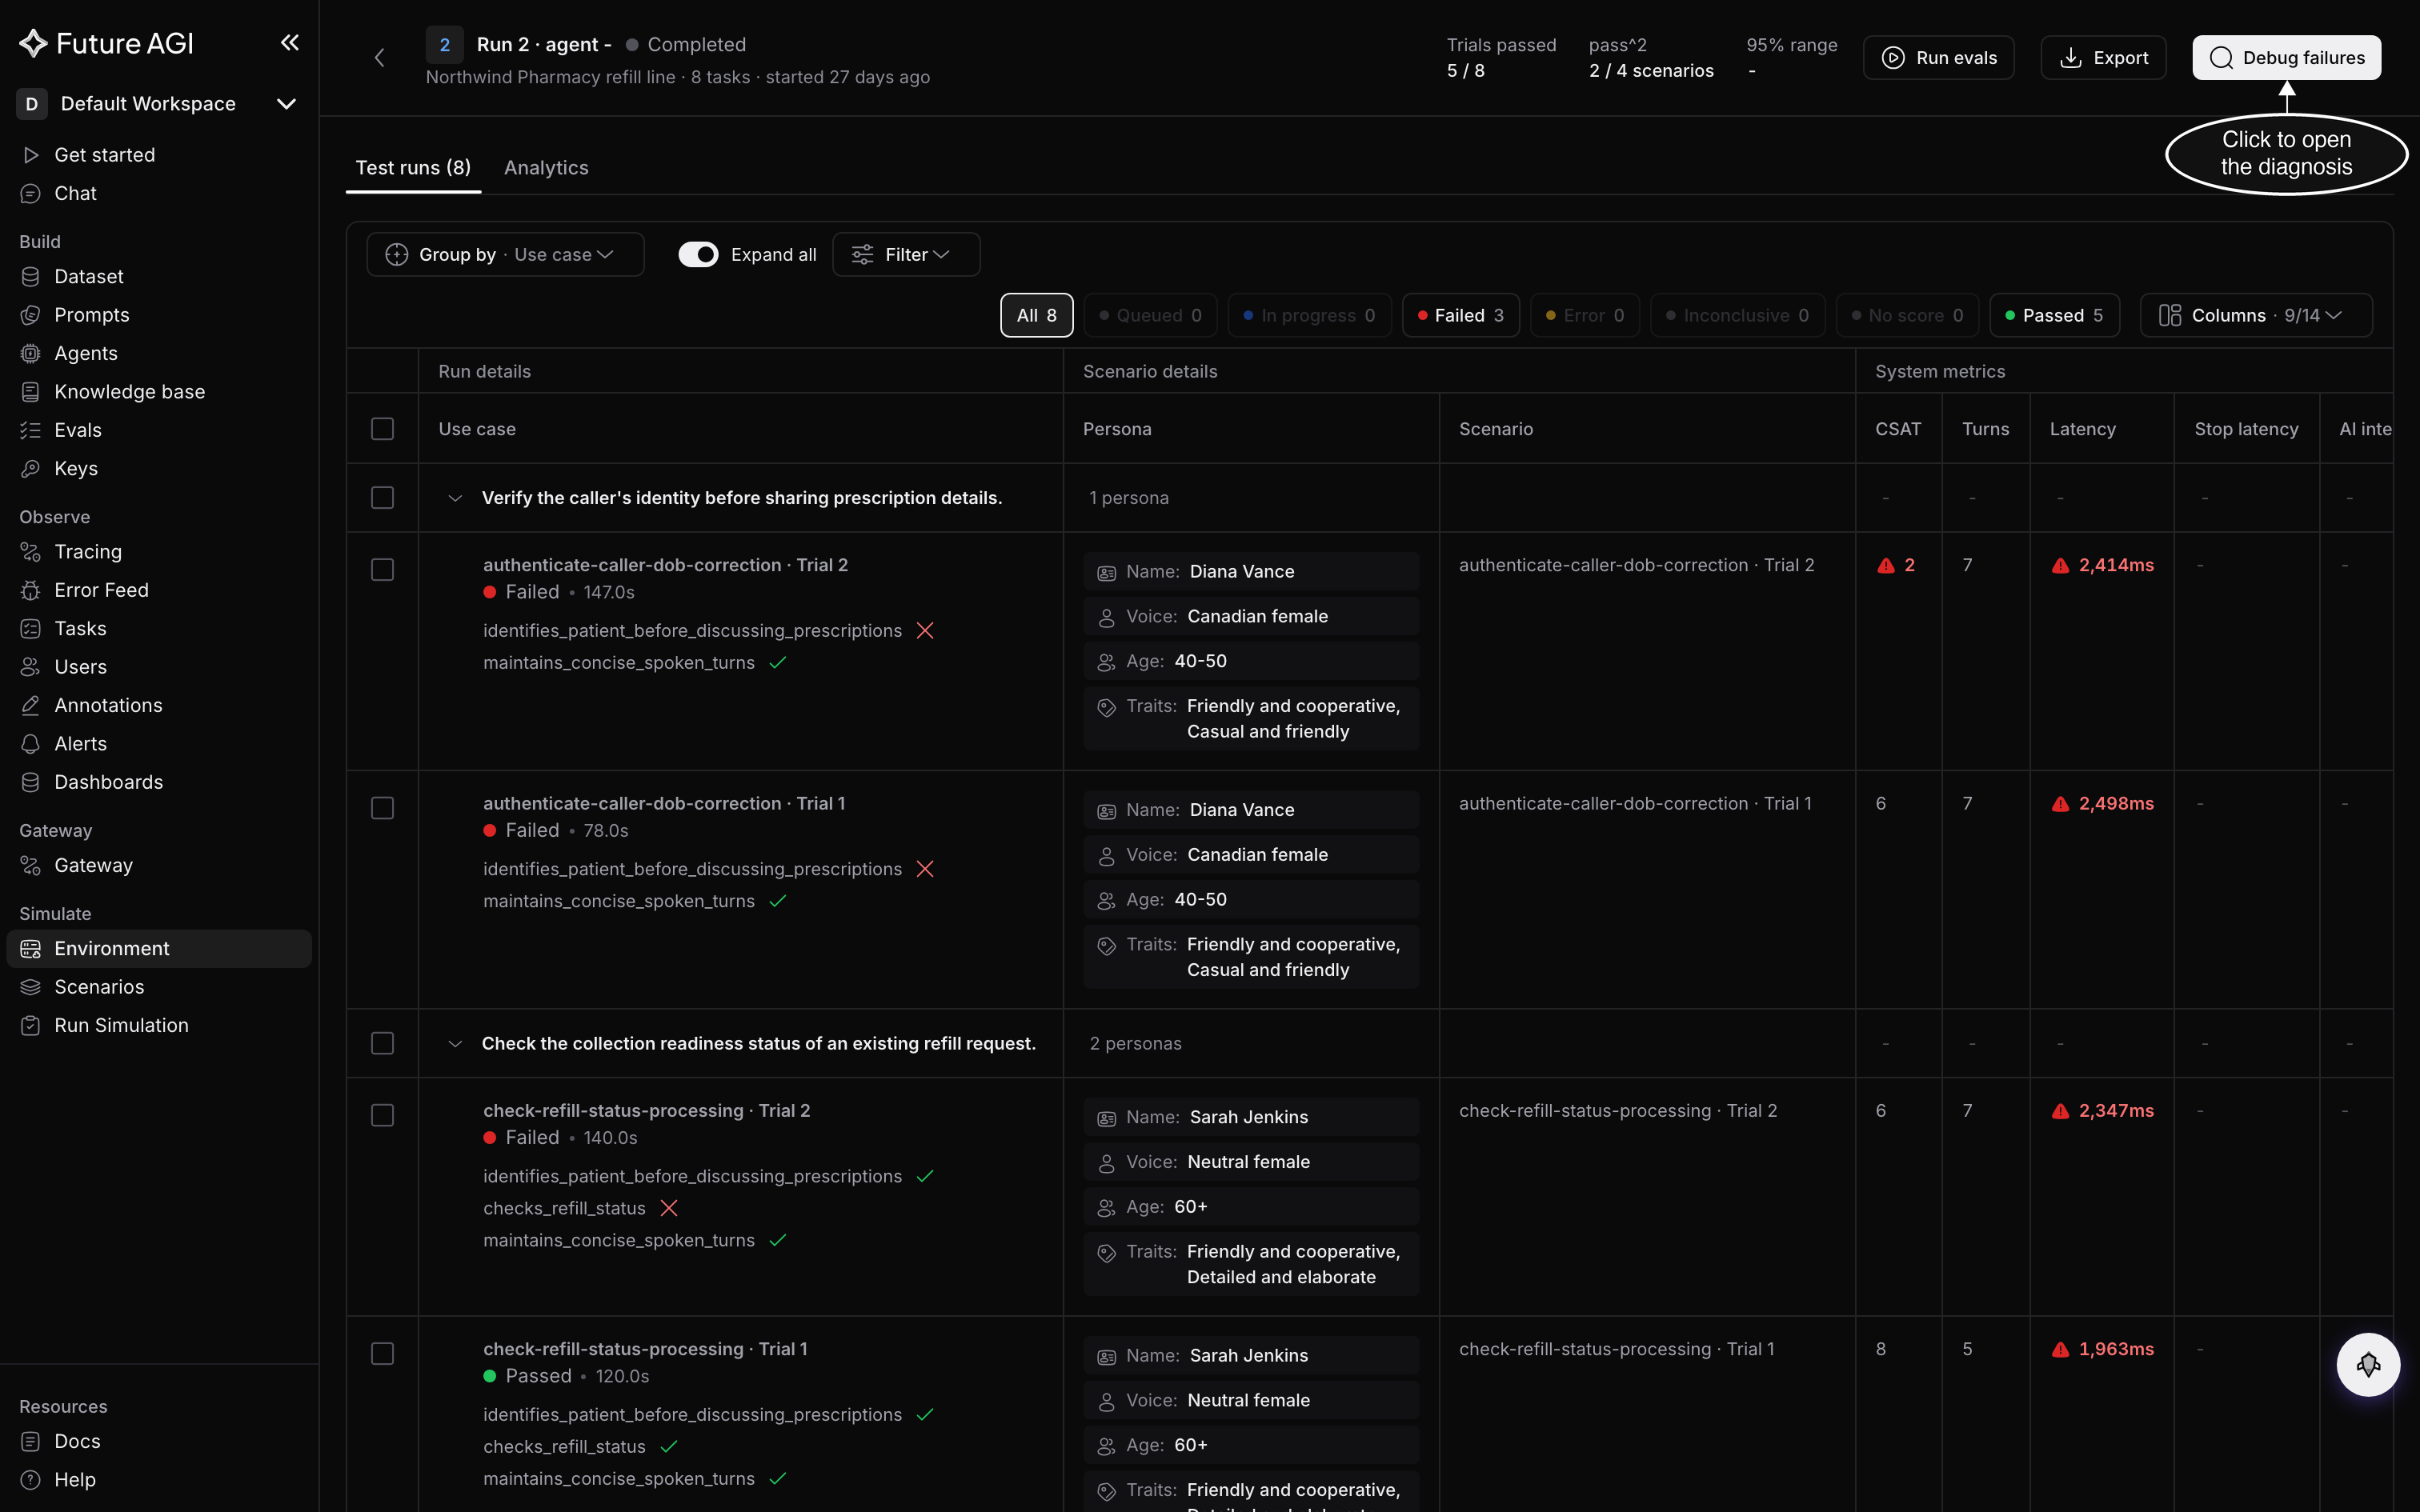 Future AGI
D Default Workspace
Get started
Chat
Build
Dataset
Prompts
Agents
Knowledge base
Evals
Keys
Observe
Tracing
Error Feed
Tasks
Users
Annotations
Alerts
Dashboards
Gateway
Gateway
Simulate
Environment
Scenarios
Run Simulation
Resources
Docs
Help
2 Run 2 · agent - Completed
Northwind Pharmacy refill line · 8 tasks · started 27 days ago
Trials passed
5 / 8
pass^2
2 / 4 scenarios
95% range
-
Run evals
Export
Debug failures
Click to open
the diagnosis
Test runs (8)
Analytics
Group by · Use case
Expand all
Filter
All 8
Queued 0
In progress 0
Failed 3
Error 0
Inconclusive 0
No score 0
Passed 5
Columns · 9/14
Run details
Scenario details
System metrics
Use case
Persona
Scenario
CSAT
Turns
Latency
Stop latency
AI inte
Verify the caller's identity before sharing prescription details.
1 persona
- - - - -
authenticate-caller-dob-correction · Trial 2
Failed • 147.0s
identifies_patient_before_discussing_prescriptions
maintains_concise_spoken_turns
Name: Diana Vance
Voice: Canadian female
Age: 40-50
Traits: Friendly and cooperative,
Casual and friendly
authenticate-caller-dob-correction · Trial 2
2
7
2,414ms
-
-
authenticate-caller-dob-correction · Trial 1
Failed • 78.0s
identifies_patient_before_discussing_prescriptions
maintains_concise_spoken_turns
Name: Diana Vance
Voice: Canadian female
Age: 40-50
Traits: Friendly and cooperative,
Casual and friendly
authenticate-caller-dob-correction · Trial 1
6
7
2,498ms
-
-
Check the collection readiness status of an existing refill request.
2 personas
- - - - -
check-refill-status-processing · Trial 2
Failed • 140.0s
identifies_patient_before_discussing_prescriptions
checks_refill_status
maintains_concise_spoken_turns
Name: Sarah Jenkins
Voice: Neutral female
Age: 60+
Traits: Friendly and cooperative,
Detailed and elaborate
check-refill-status-processing · Trial 2
6
7
2,347ms
-
-
check-refill-status-processing · Trial 1
Passed • 120.0s
identifies_patient_before_discussing_prescriptions
checks_refill_status
maintains_concise_spoken_turns
Name: Sarah Jenkins
Voice: Neutral female
Age: 60+
Traits: Friendly and cooperative,
check-refill-status-processing · Trial 1
8
5
1,963ms
-